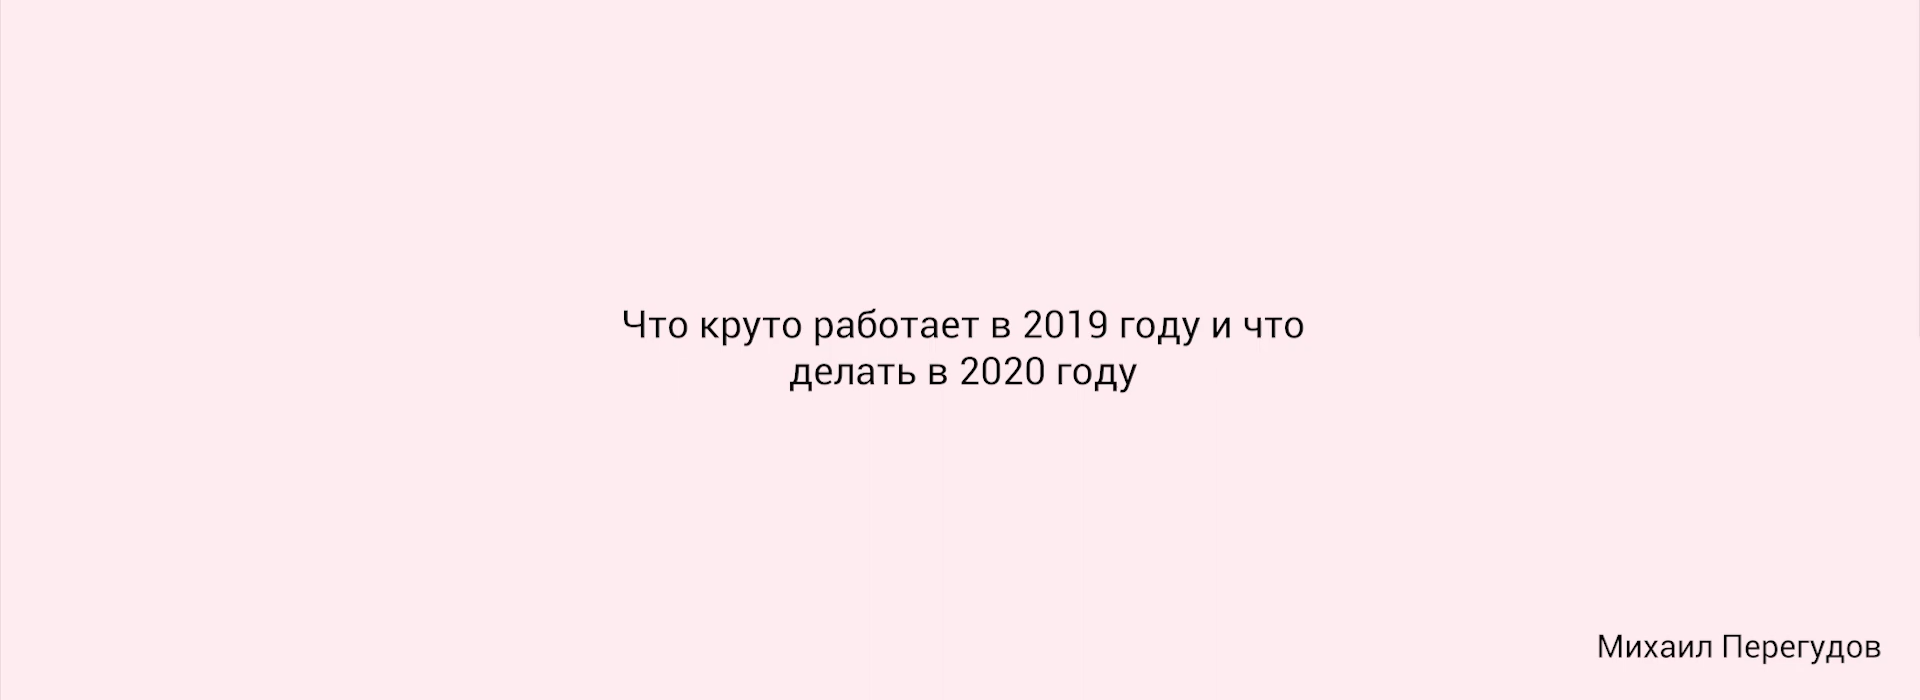 Что круто работает в 2019 году и что
делать в 2020 году
Михаил Перегудов